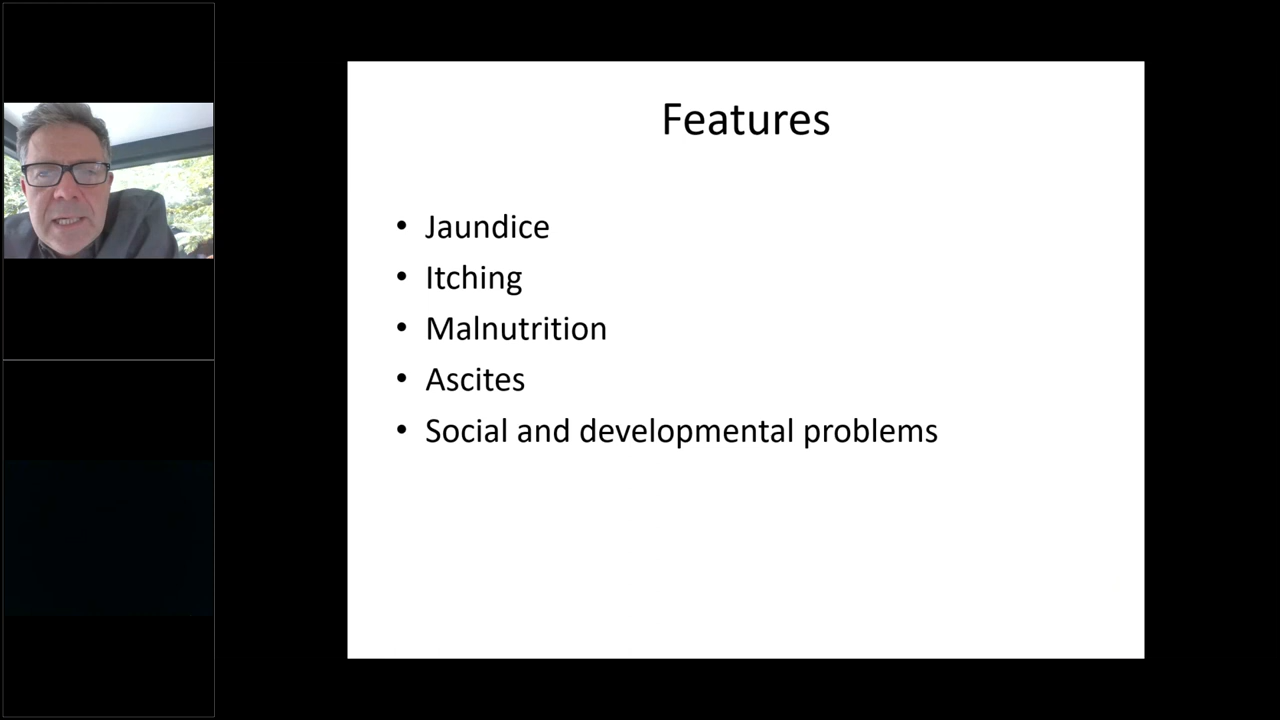 Features
• Jaundice
• Itching
• Malnutrition
• Ascites
• Social and developmental problems